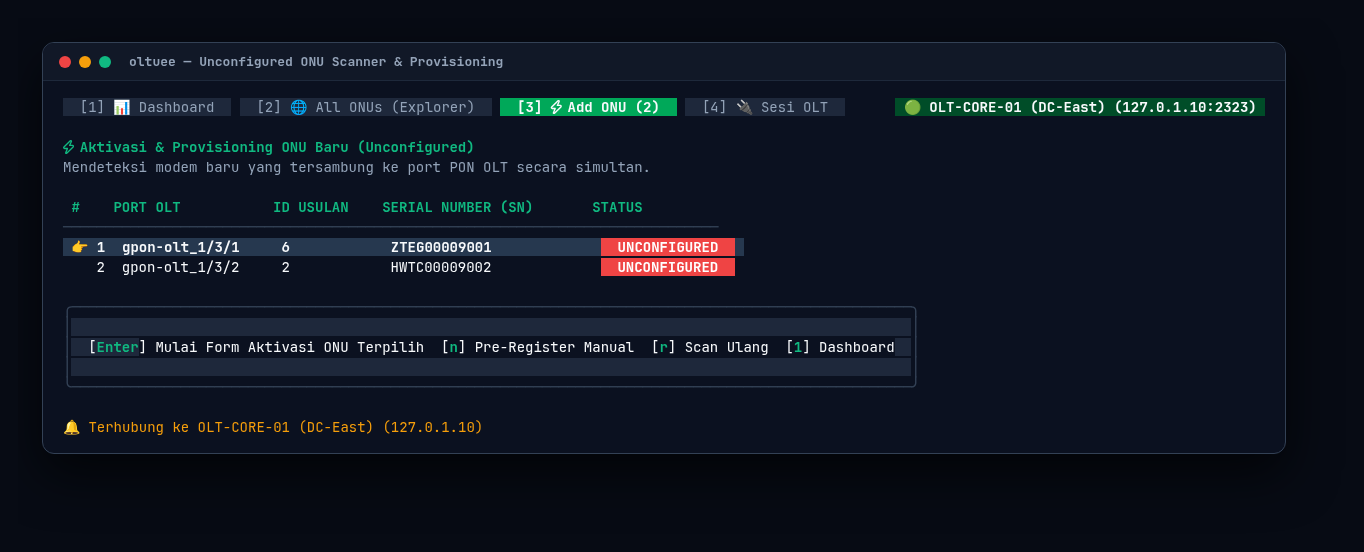 oltuee — Unconfigured ONU Scanner & Provisioning
[1] 📊 Dashboard [2] 🌐 All ONUs (Explorer) [3] ⚡ Add ONU (2) [4] 🔌 Sesi OLT 🟢 OLT-CORE-01 (DC-East) (127.0.1.10:2323)
⚡ Aktivasi & Provisioning ONU Baru (Unconfigured)
Mendeteksi modem baru yang tersambung ke port PON OLT secara simultan.
# PORT OLT ID USULAN SERIAL NUMBER (SN) STATUS
👉 1 gpon-olt_1/3/1 6 ZTEG00009001 UNCONFIGURED
2 gpon-olt_1/3/2 2 HWTC00009002 UNCONFIGURED
[Enter] Mulai Form Aktivasi ONU Terpilih [n] Pre-Register Manual [r] Scan Ulang [1] Dashboard
🔔 Terhubung ke OLT-CORE-01 (DC-East) (127.0.1.10)